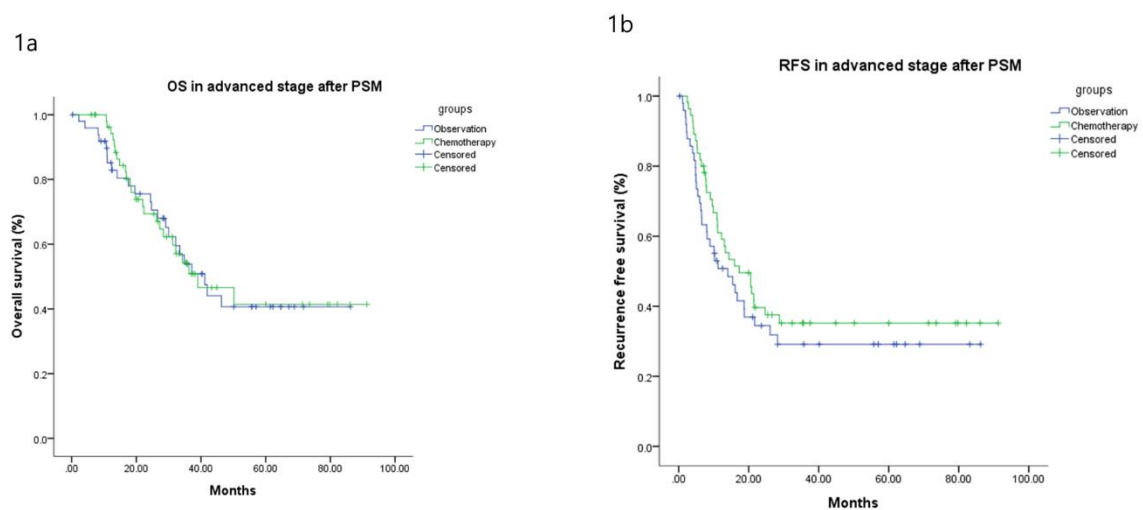 1a
OS in advanced stage after PSM
groups
Observation
Chemotherapy
Censored
Censored
Overall survival (%)
1.0
0.8
0.6
0.4
0.2
0.0
.00 20.00 40.00 60.00 80.00 100.00
Months
1b
RFS in advanced stage after PSM
groups
Observation
Chemotherapy
Censored
Censored
Recurrence free survival (%)
1.0
0.8
0.6
0.4
0.2
0.0
.00 20.00 40.00 60.00 80.00 100.00
Months